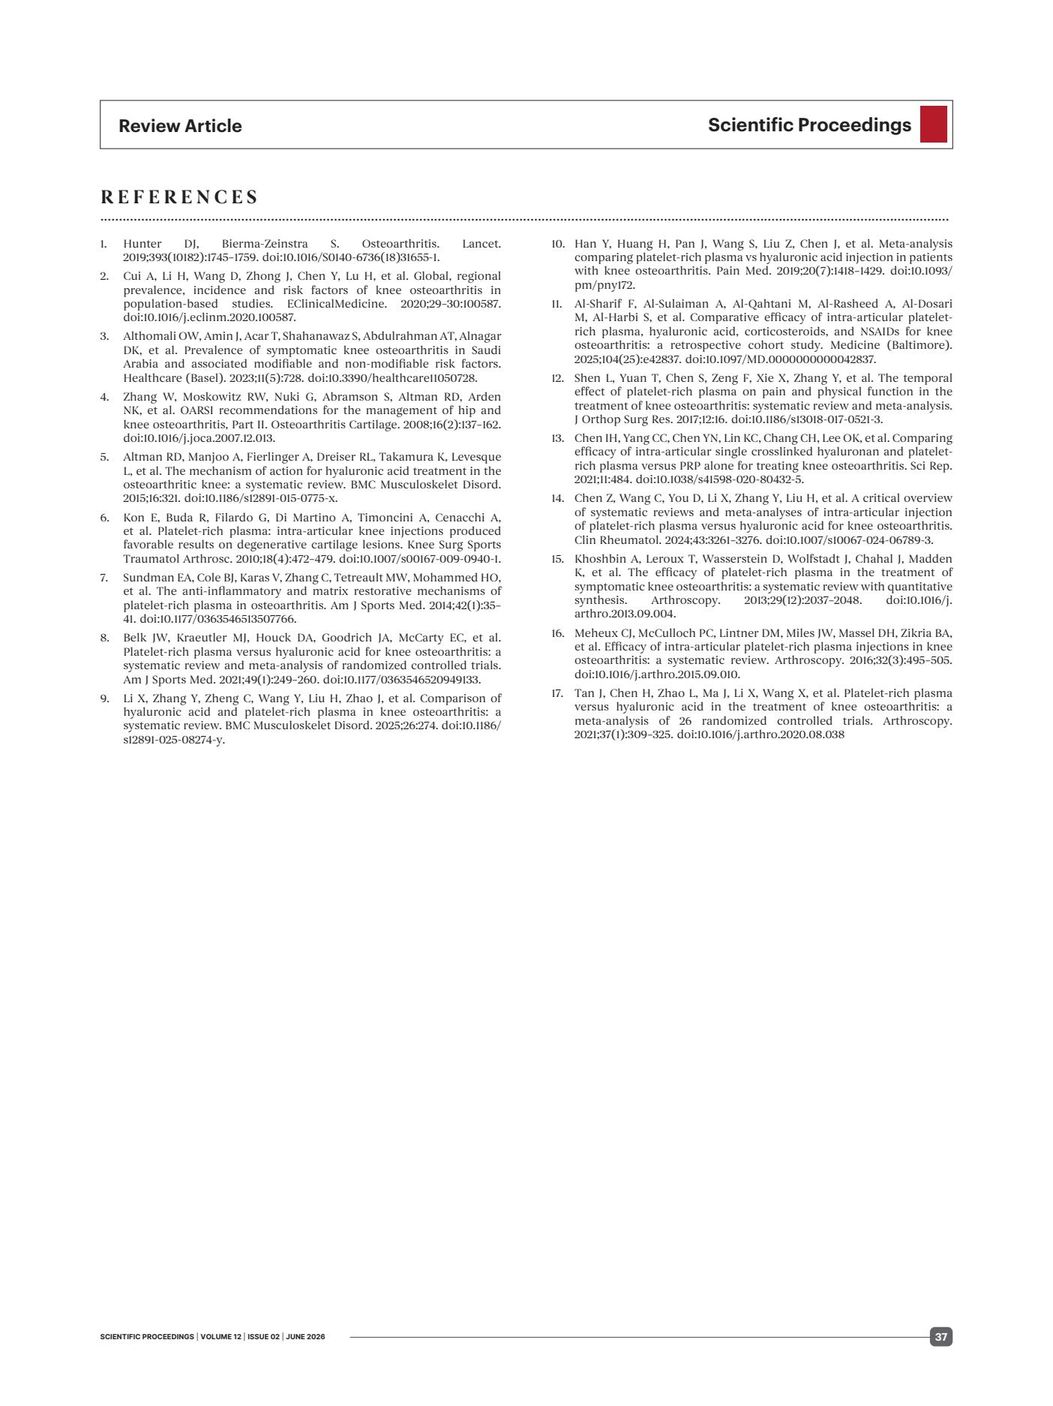 Review Article
Scientific Proceedings
REFERENCES
1. Hunter DJ, Bierma-Zeinstra S. Osteoarthritis. Lancet.
2019;393(10182):1745–1759. doi:10.1016/S0140-6736(18)31655-1.
2. Cui A, Li H, Wang D, Zhong J, Chen Y, Lu H, et al. Global, regional
prevalence, incidence and risk factors of knee osteoarthritis in
population-based studies. EClinicalMedicine. 2020;29–30:100587.
doi:10.1016/j.eclinm.2020.100587.
3. Althomali OW, Amin J, Acar T, Shahanawaz S, Abdulrahman AT, Alnagar
DK, et al. Prevalence of symptomatic knee osteoarthritis in Saudi
Arabia and associated modifiable and non-modifiable risk factors.
Healthcare (Basel). 2023;11(5):728. doi:10.3390/healthcare11050728.
4. Zhang W, Moskowitz RW, Nuki G, Abramson S, Altman RD, Arden
NK, et al. OARSI recommendations for the management of hip and
knee osteoarthritis, Part II. Osteoarthritis Cartilage. 2008;16(2):137–162.
doi:10.1016/j.joca.2007.12.013.
5. Altman RD, Manjoo A, Fierlinger A, Dreiser RL, Takamura K, Levesque
L, et al. The mechanism of action for hyaluronic acid treatment in the
osteoarthritic knee: a systematic review. BMC Musculoskelet Disord.
2015;16:321. doi:10.1186/s12891-015-0775-x.
6. Kon E, Buda R, Filardo G, Di Martino A, Timoncini A, Cenacchi A,
et al. Platelet-rich plasma: intra-articular knee injections produced
favorable results on degenerative cartilage lesions. Knee Surg Sports
Traumatol Arthrosc. 2010;18(4):472–479. doi:10.1007/s00167-009-0940-1.
7. Sundman EA, Cole BJ, Karas V, Zhang C, Tetreault MW, Mohammed HO,
et al. The anti-inflammatory and matrix restorative mechanisms of
platelet-rich plasma in osteoarthritis. Am J Sports Med. 2014;42(1):35–
41. doi:10.1177/0363546513507766.
8. Belk JW, Kraeutler MJ, Houck DA, Goodrich JA, McCarty EC, et al.
Platelet-rich plasma versus hyaluronic acid for knee osteoarthritis: a
systematic review and meta-analysis of randomized controlled trials.
Am J Sports Med. 2021;49(1):249–260. doi:10.1177/0363546520949133.
9. Li X, Zhang Y, Zheng C, Wang Y, Liu H, Zhao J, et al. Comparison of
hyaluronic acid and platelet-rich plasma in knee osteoarthritis: a
systematic review. BMC Musculoskelet Disord. 2025;26:274. doi:10.1186/
s12891-025-08274-y.
10. Han Y, Huang H, Pan J, Wang S, Liu Z, Chen J, et al. Meta-analysis
comparing platelet-rich plasma vs hyaluronic acid injection in patients
with knee osteoarthritis. Pain Med. 2019;20(7):1418–1429. doi:10.1093/
pm/pny172.
11. Al-Sharif F, Al-Sulaiman A, Al-Qahtani M, Al-Rasheed A, Al-Dosari
M, Al-Harbi S, et al. Comparative efficacy of intra-articular platelet-
rich plasma, hyaluronic acid, corticosteroids, and NSAIDs for knee
osteoarthritis: a retrospective cohort study. Medicine (Baltimore).
2025;104(25):e42837. doi:10.1097/MD.0000000000042837.
12. Shen L, Yuan T, Chen S, Zeng F, Xie X, Zhang Y, et al. The temporal
effect of platelet-rich plasma on pain and physical function in the
treatment of knee osteoarthritis: systematic review and meta-analysis.
J Orthop Surg Res. 2017;12:16. doi:10.1186/s13018-017-0521-3.
13. Chen IH, Yang CC, Chen YN, Lin KC, Chang CH, Lee OK, et al. Comparing
efficacy of intra-articular single crosslinked hyaluronan and platelet-
rich plasma versus PRP alone for treating knee osteoarthritis. Sci Rep.
2021;11:484. doi:10.1038/s41598-020-80432-5.
14. Chen Z, Wang C, You D, Li X, Zhang Y, Liu H, et al. A critical overview
of systematic reviews and meta-analyses of intra-articular injection
of platelet-rich plasma versus hyaluronic acid for knee osteoarthritis.
Clin Rheumatol. 2024;43:3261–3276. doi:10.1007/s10067-024-06789-3.
15. Khoshbin A, Leroux T, Wasserstein D, Wolfstadt J, Chahal J, Madden
K, et al. The efficacy of platelet-rich plasma in the treatment of
symptomatic knee osteoarthritis: a systematic review with quantitative
synthesis. Arthroscopy. 2013;29(12):2037–2048. doi:10.1016/j.
arthro.2013.09.004.
16. Meheux CJ, McCulloch PC, Lintner DM, Miles JW, Massel DH, Zikria BA,
et al. Efficacy of intra-articular platelet-rich plasma injections in knee
osteoarthritis: a systematic review. Arthroscopy. 2016;32(3):495–505.
doi:10.1016/j.arthro.2015.09.010.
17. Tan J, Chen H, Zhao L, Ma J, Li X, Wang X, et al. Platelet-rich plasma
versus hyaluronic acid in the treatment of knee osteoarthritis: a
meta-analysis of 26 randomized controlled trials. Arthroscopy.
2021;37(1):309–325. doi:10.1016/j.arthro.2020.08.038
SCIENTIFIC PROCEEDINGS | VOLUME 12 | ISSUE 02 | JUNE 2026
37